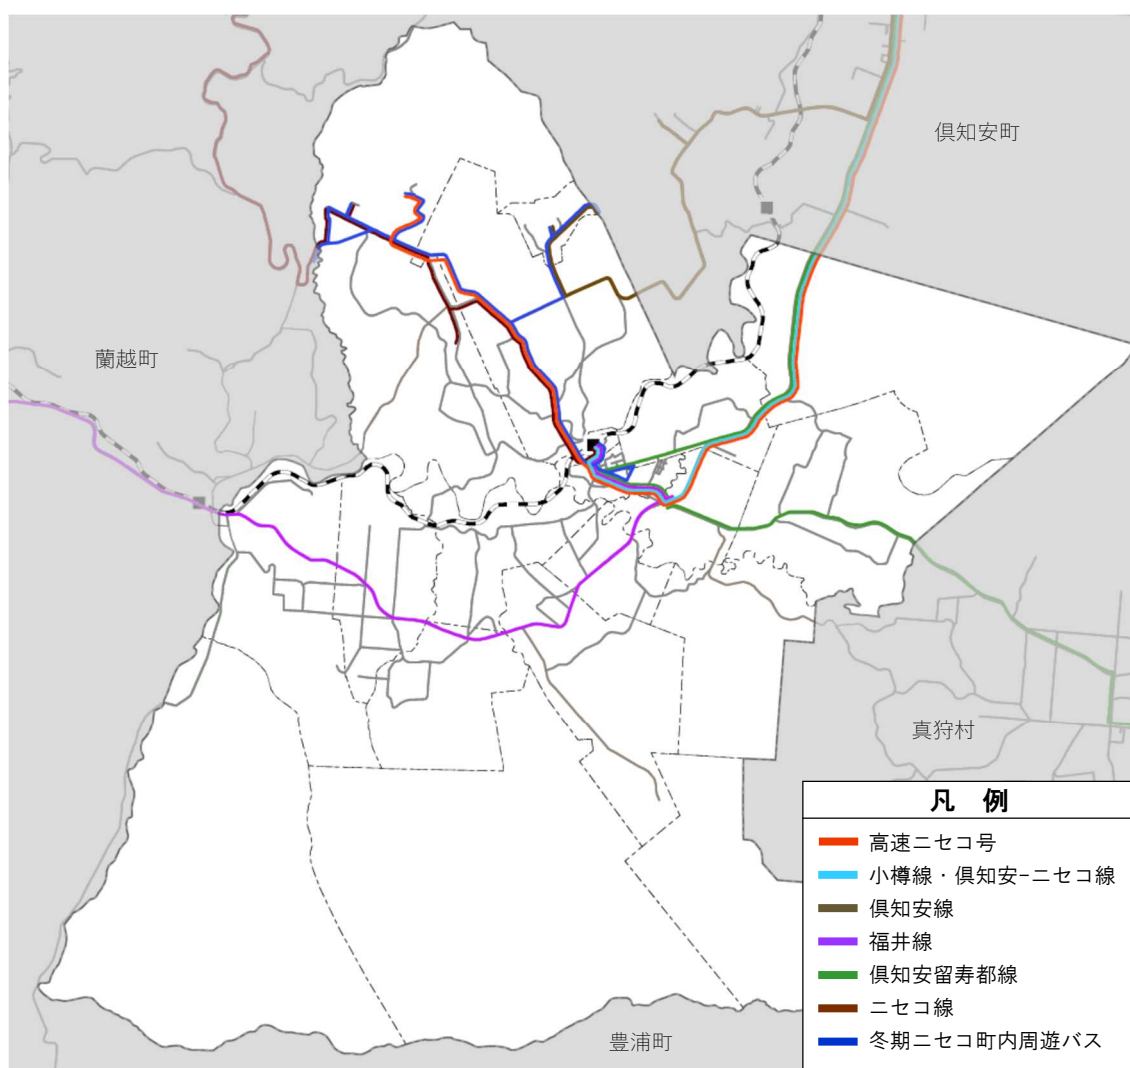 倶知安町
蘭越町
真狩村
豊浦町
凡 例
高速ニセコ号
小樽線・倶知安−ニセコ線
倶知安線
福井線
倶知安留寿都線
ニセコ線
冬期ニセコ町内周遊バス